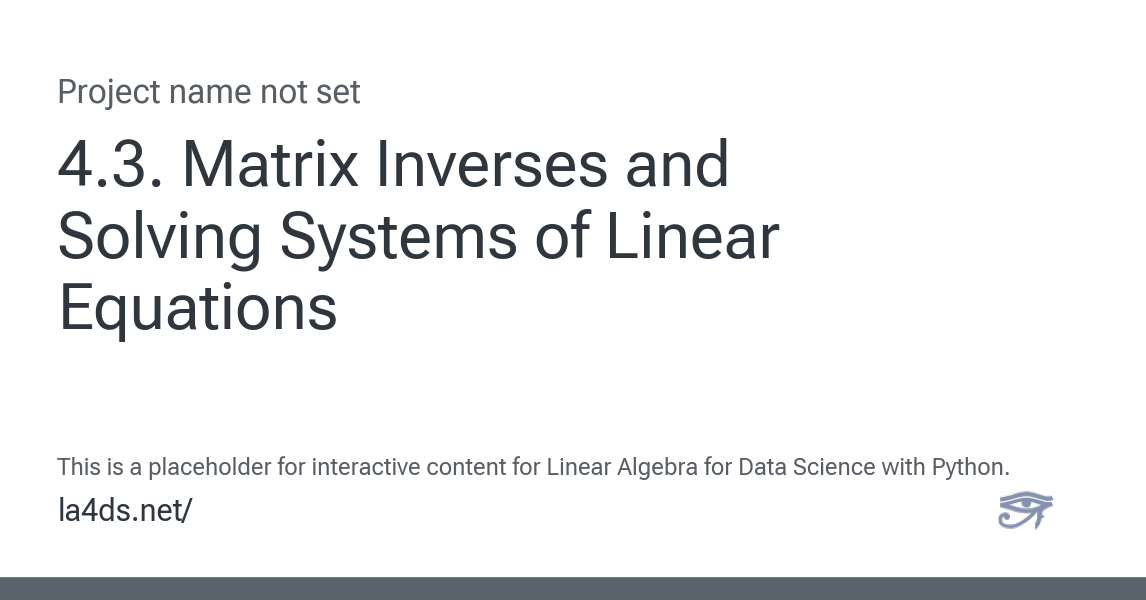 Project name not set
4.3. Matrix Inverses and
Solving Systems of Linear
Equations
This is a placeholder for interactive content for Linear Algebra for Data Science with Python.
la4ds.net/